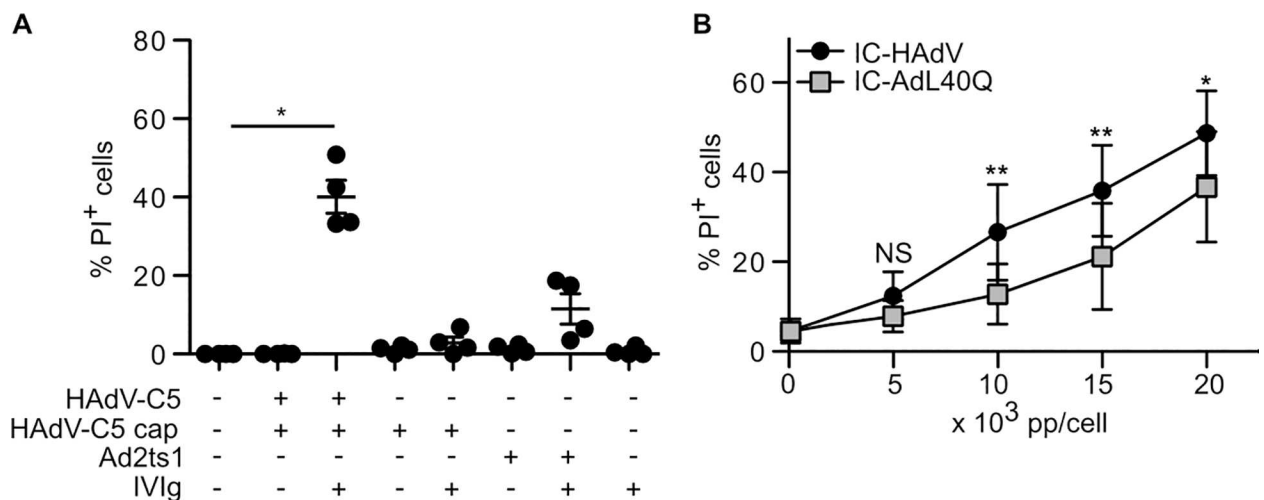 A
80
60
40
20
0
% PI+ cells
*
HAdV-C5 - + + - - - - -
HAdV-C5 cap - + + + + - - -
Ad2ts1 - - - - - + + -
IVIg - - + - + - + +
B
IC-HAdV
IC-AdL40Q
60
40
20
0
% PI+ cells
NS
**
**
*
0 5 10 15 20
x 10³ pp/cell